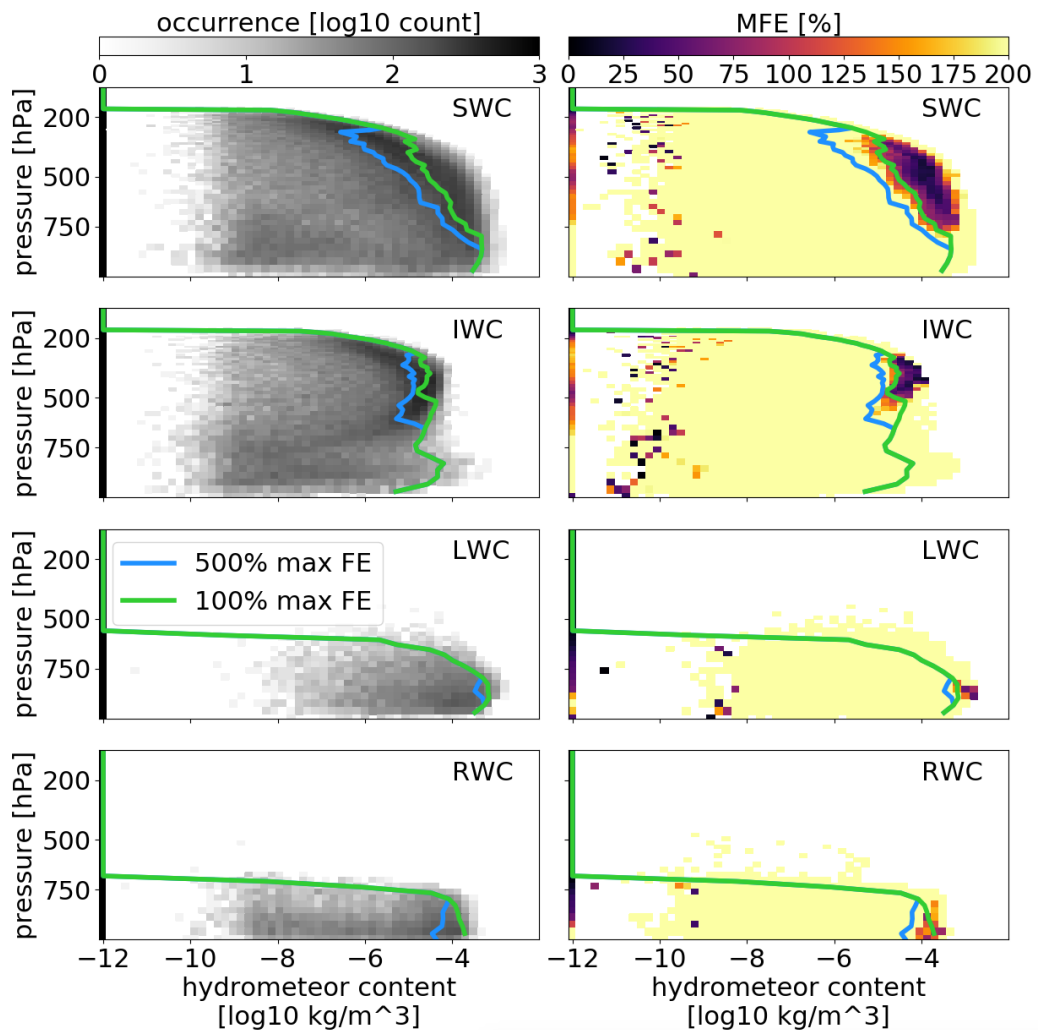 occurrence [log10 count]
MFE [%]
0 1 2 3
0 25 50 75 100 125 150 175 200
SWC
SWC
200
500
750
pressure [hPa]
IWC
IWC
200
500
750
pressure [hPa]
LWC
LWC
200
500
750
pressure [hPa]
500% max FE
100% max FE
RWC
RWC
200
500
750
pressure [hPa]
−12 −10 −8 −6 −4
−12 −10 −8 −6 −4
hydrometeor content
[log10 kg/m^3]
hydrometeor content
[log10 kg/m^3]